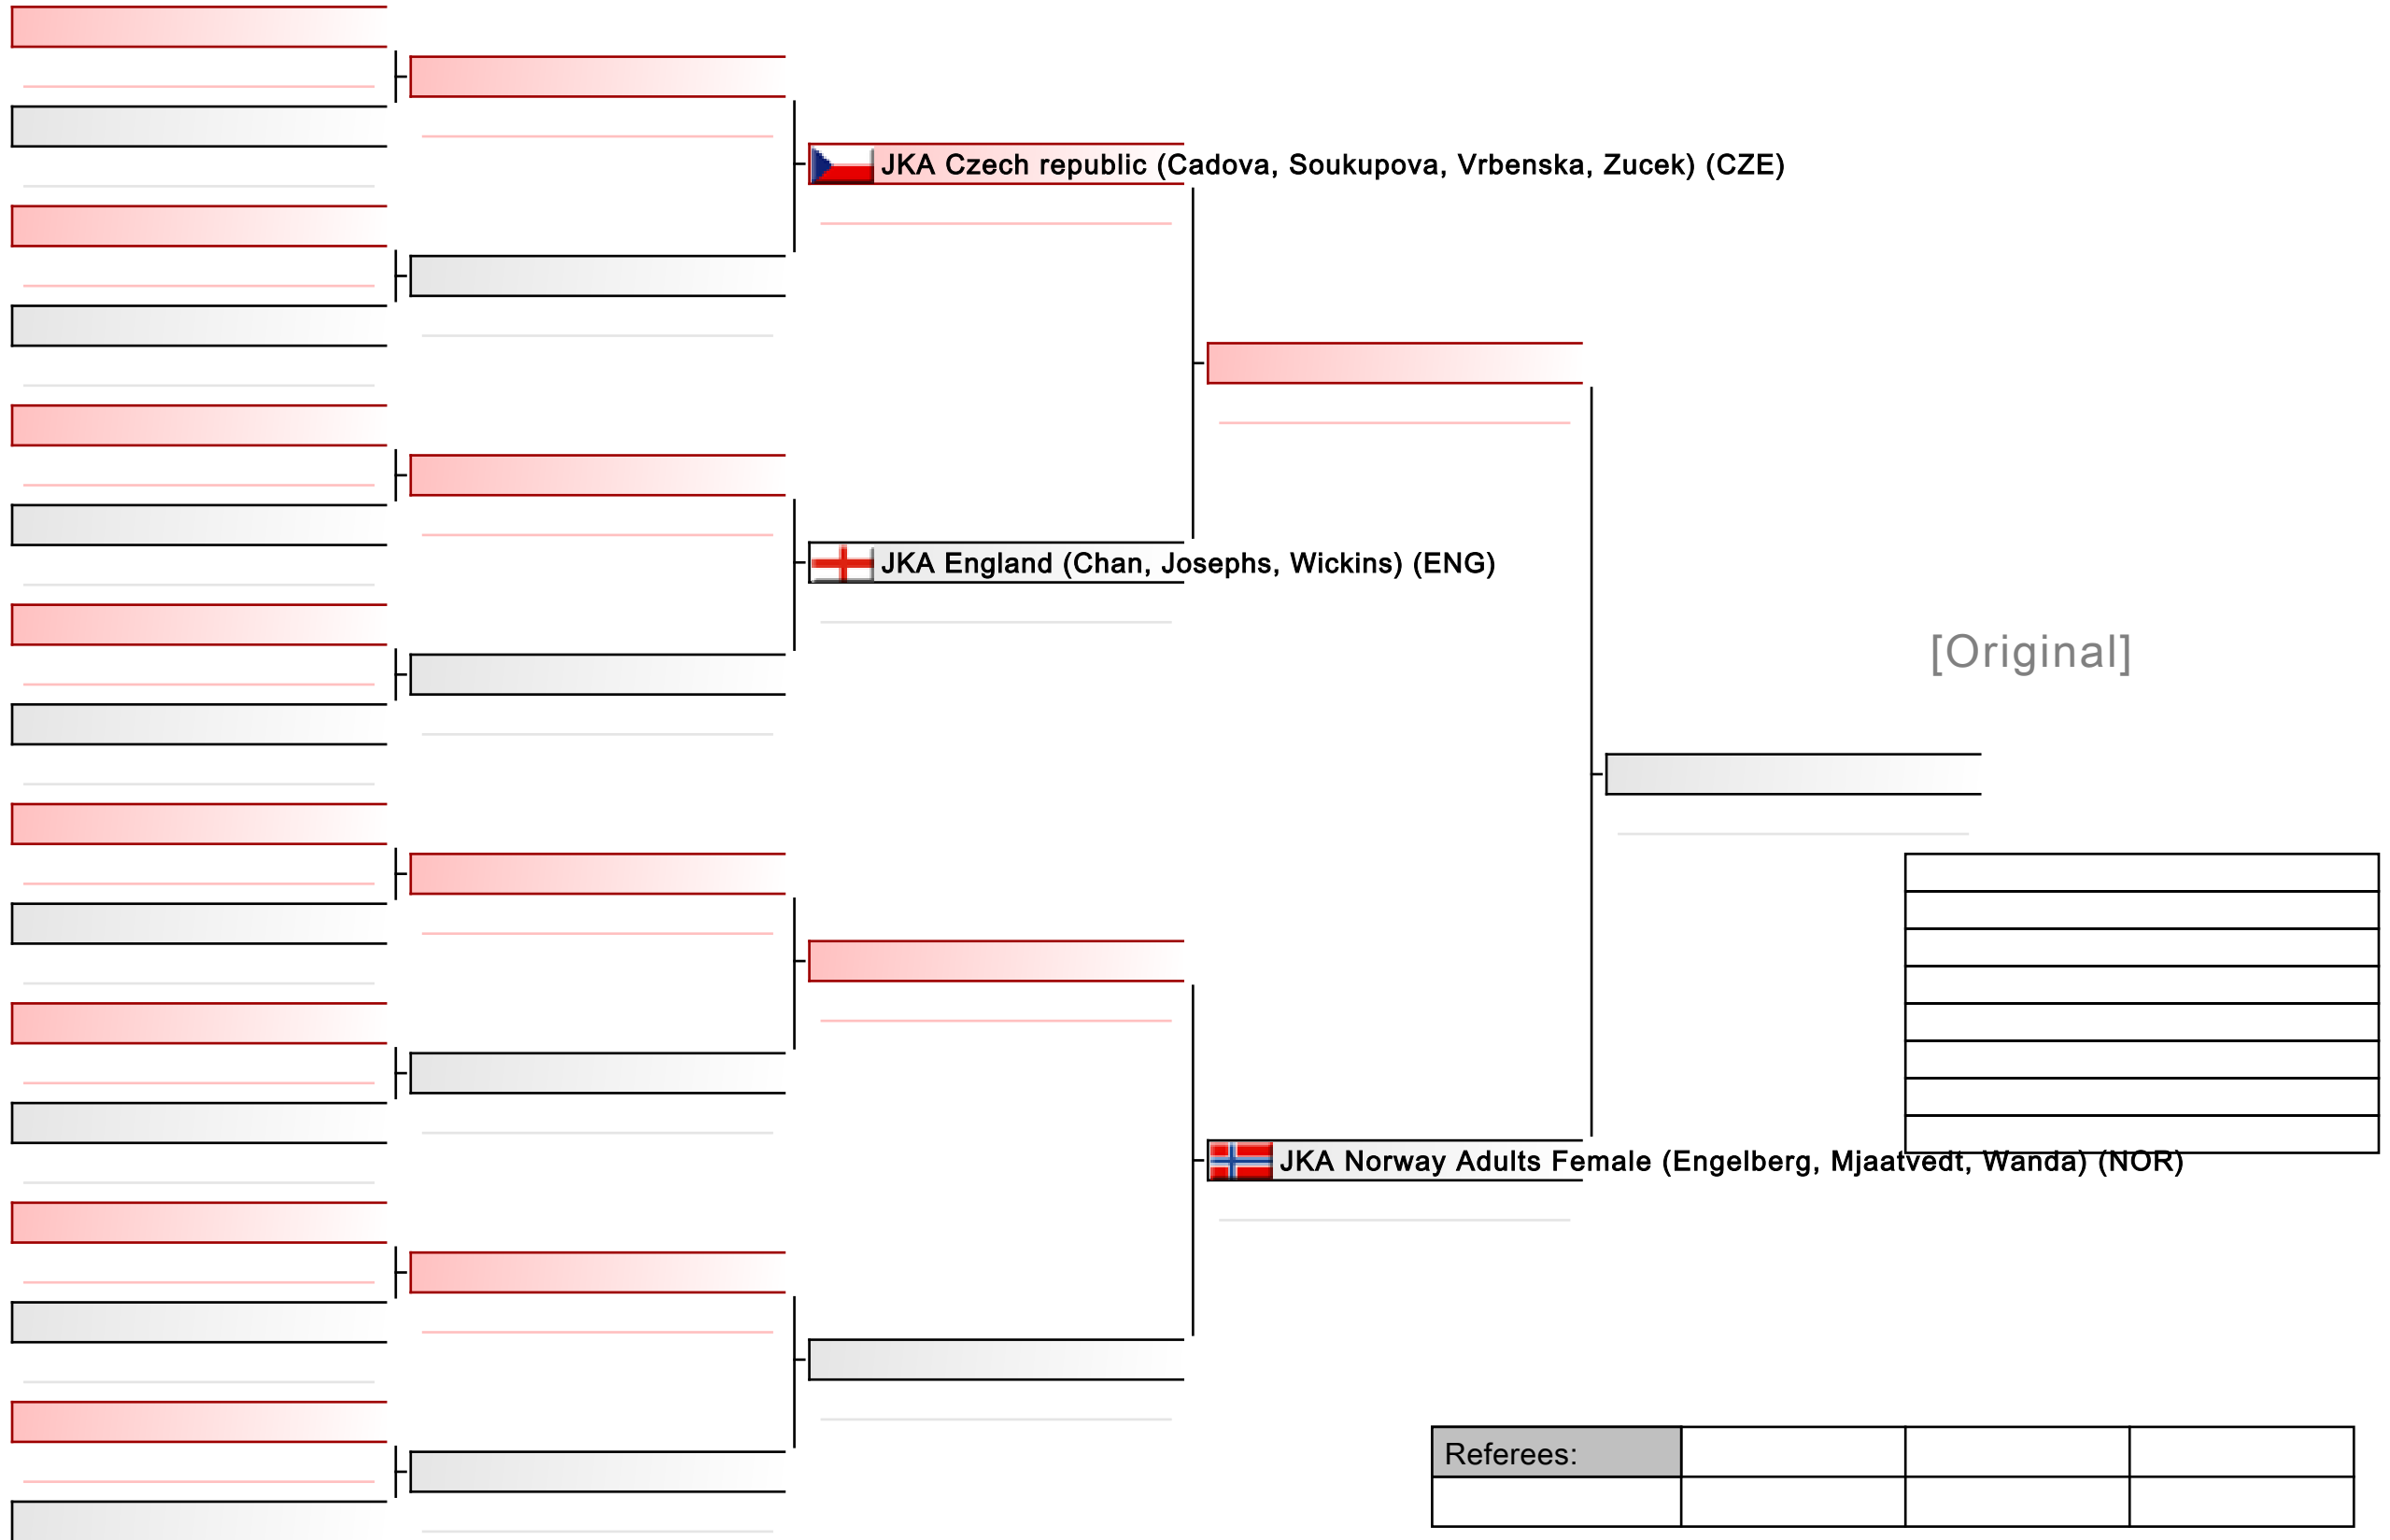 JKA Czech republic (Cadova, Soukupova, Vrbenska, Zucek) (CZE)
JKA England (Chan, Josephs, Wickins) (ENG)
[Original]
JKA Norway Adults Female (Engelberg, Mjaatvedt, Wanda) (NOR)
Referees: